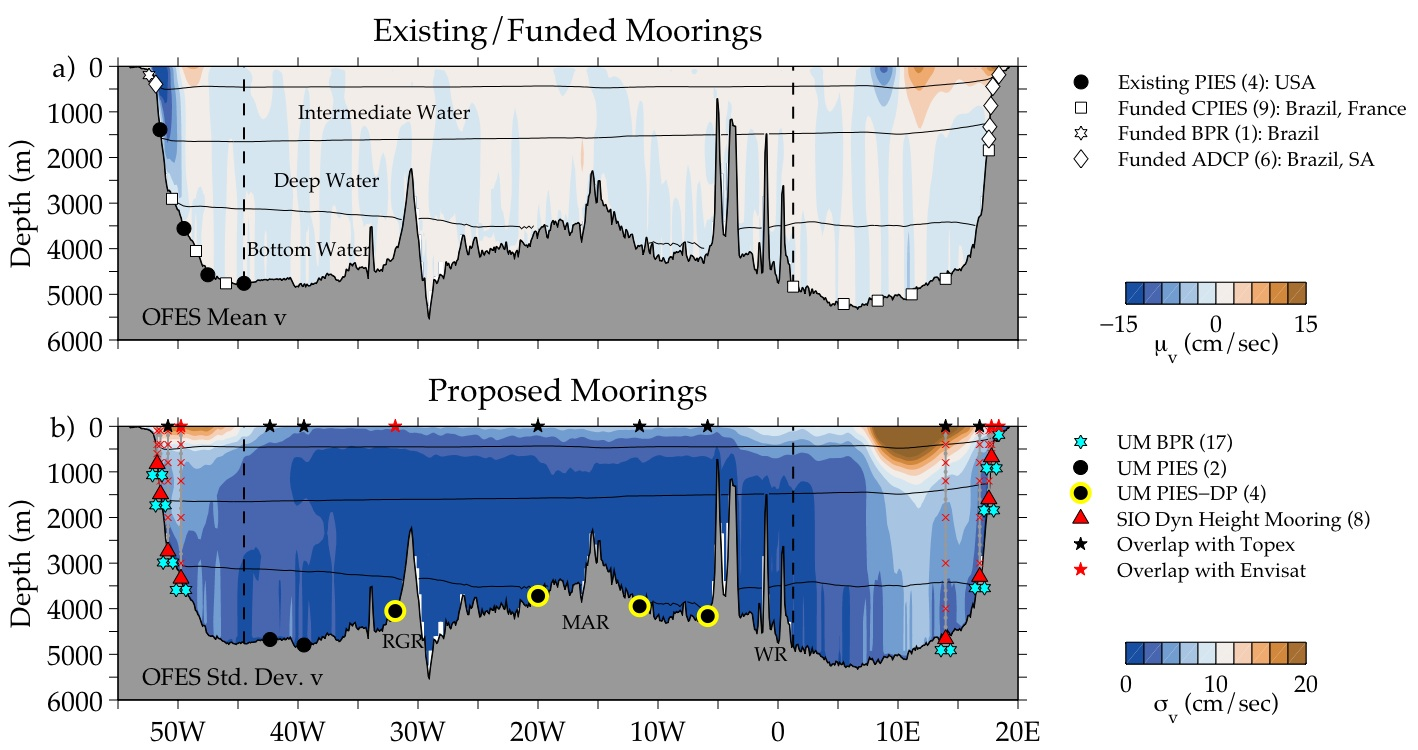 Existing/Funded Moorings
a) 0
1000
2000
3000
4000
5000
6000
Depth (m)
Intermediate Water
Deep Water
Bottom Water
OFES Mean v
Existing PIES (4): USA
Funded CPIES (9): Brazil, France
Funded BPR (1): Brazil
Funded ADCP (6): Brazil, SA
−15 0 15
μv (cm/sec)
Proposed Moorings
b) 0
1000
2000
3000
4000
5000
6000
Depth (m)
RGR
MAR
WR
OFES Std. Dev. v
50W 40W 30W 20W 10W 0 10E 20E
UM BPR (17)
UM PIES (2)
UM PIES−DP (4)
SIO Dyn Height Mooring (8)
Overlap with Topex
Overlap with Envisat
0 10 20
σv (cm/sec)